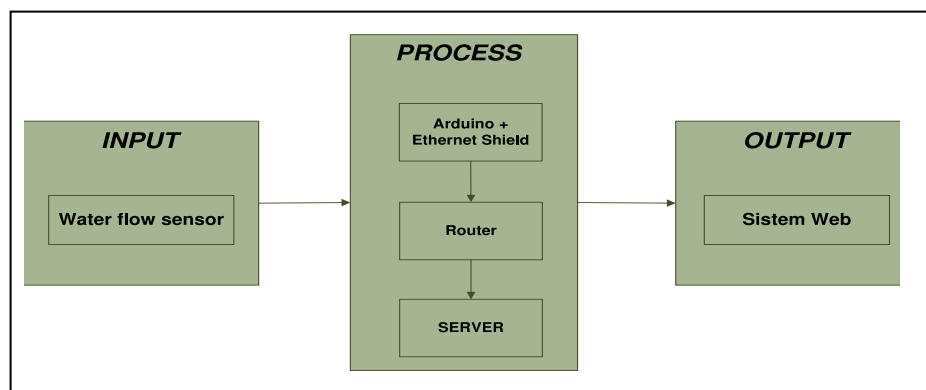 INPUT
Water flow sensor
PROCESS
Arduino +
Ethernet Shield
Router
SERVER
OUTPUT
Sistem Web